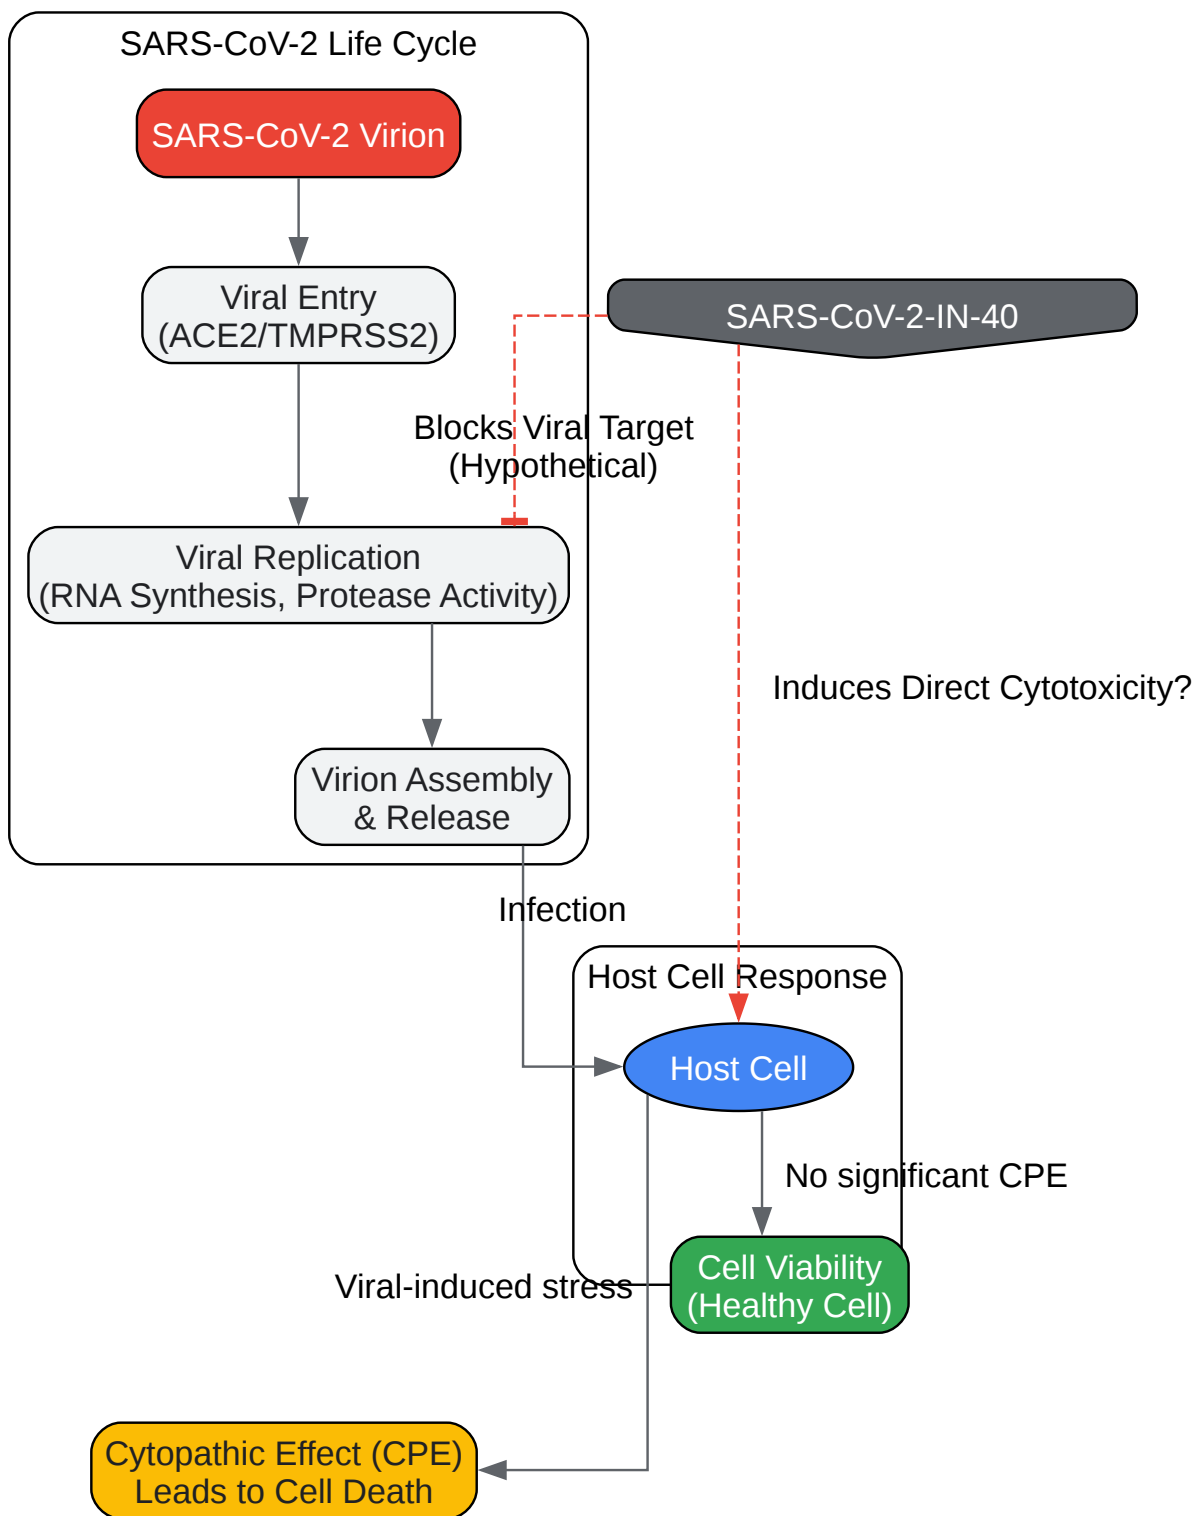 SARS-CoV-2 Life Cycle
SARS-CoV-2 Virion
Viral Entry
(ACE2/TMPRSS2)
SARS-CoV-2-IN-40
Blocks Viral Target
(Hypothetical)
Viral Replication
(RNA Synthesis, Protease Activity)
Induces Direct Cytotoxicity?
Virion Assembly
& Release
Infection
Host Cell Response
Host Cell
No significant CPE
Cell Viability
(Healthy Cell)
Viral-induced stress
Cytopathic Effect (CPE)
Leads to Cell Death